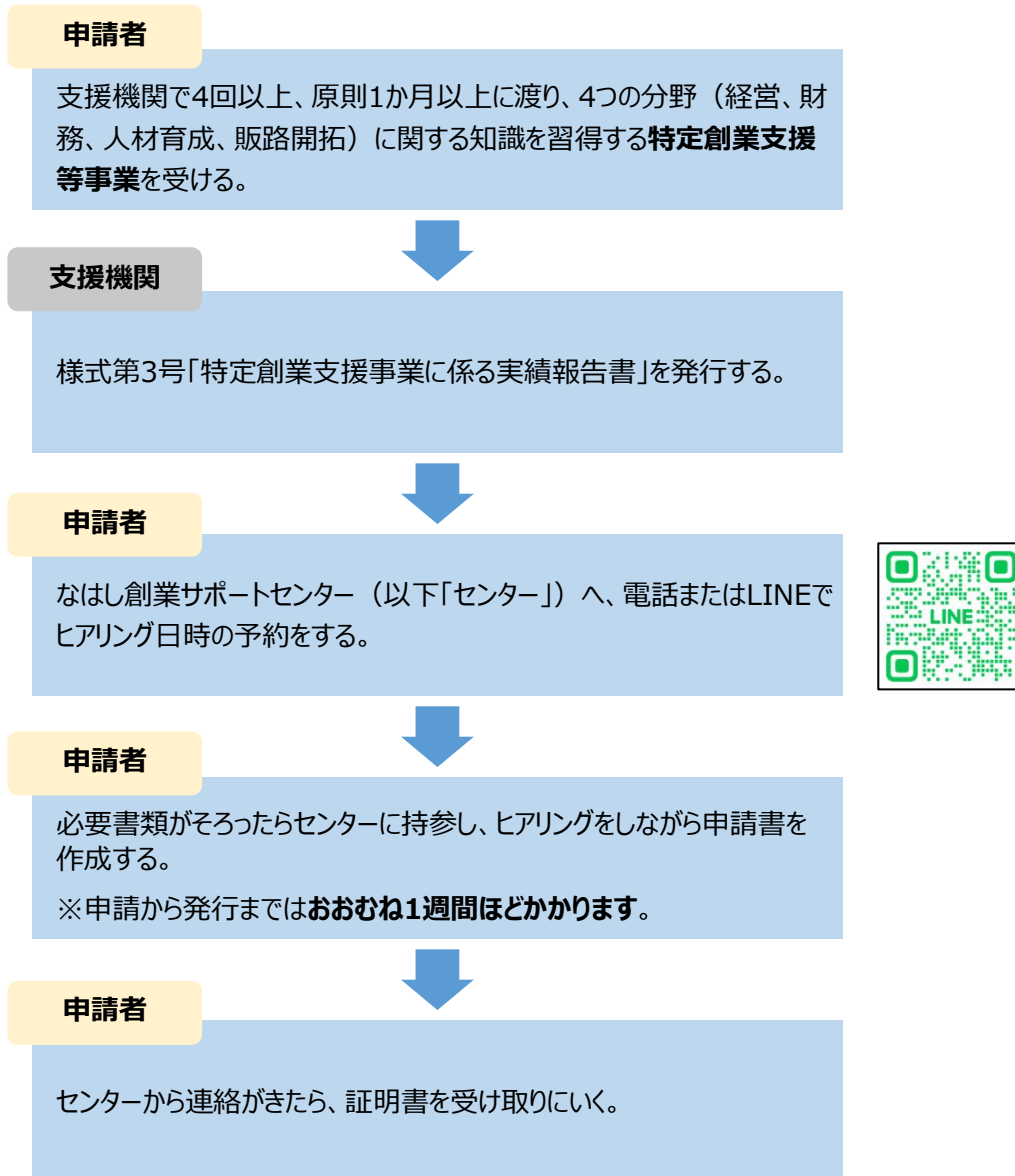 申請者
支援機関で4回以上、原則1か月以上に渡り、4つの分野（経営、財
務、人材育成、販路開拓）に関する知識を習得する特定創業支援
等事業を受ける。
支援機関
様式第3号「特定創業支援事業に係る実績報告書」を発行する。
申請者
なはし創業サポートセンター（以下「センター」）へ、電話またはLINEで
ヒアリング日時の予約をする。
LINE
申請者
必要書類がそろったらセンターに持参し、ヒアリングをしながら申請書を
作成する。
※申請から発行まではおおむね1週間ほどかかります。
申請者
センターから連絡がきたら、証明書を受け取りにいく。